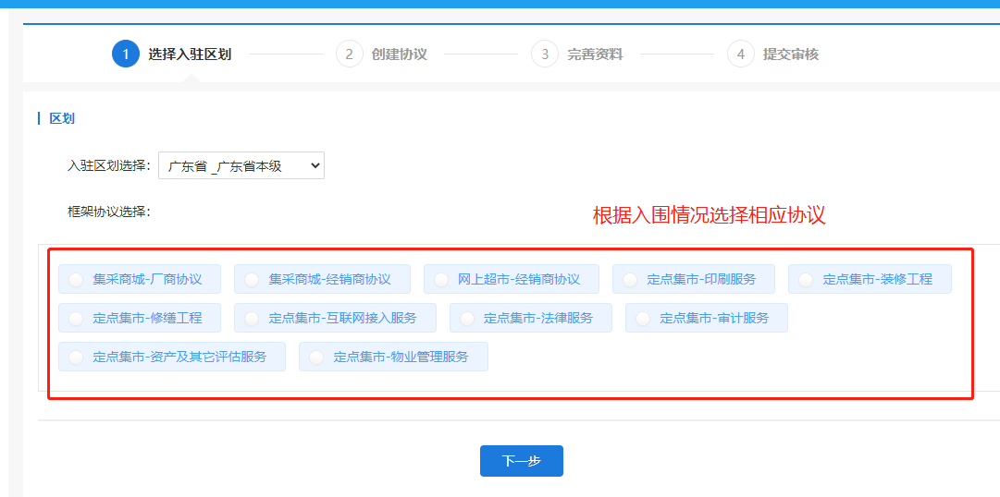 1 选择入驻区划 2 创建协议 3 完善资料 4 提交审核
区划
入驻区划选择： 广东省 _广东省本级
框架协议选择：
根据入围情况选择相应协议
集采商城-厂商协议 集采商城-经销商协议 网上超市-经销商协议 定点集市-印刷服务 定点集市-装修工程
定点集市-修缮工程 定点集市-互联网接入服务 定点集市-法律服务 定点集市-审计服务
定点集市-资产及其它评估服务 定点集市-物业管理服务
下一步